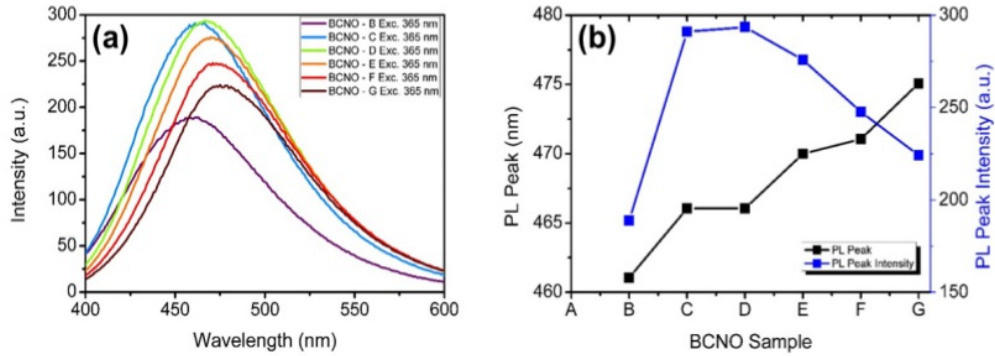 (a)
BCNO - B Exc. 365 nm
BCNO - C Exc. 365 nm
BCNO - D Exc. 365 nm
BCNO - E Exc. 365 nm
BCNO - F Exc. 365 nm
BCNO - G Exc. 365 nm
300
250
200
150
100
50
0
Intensity (a.u.)
400
450
500
550
600
Wavelength (nm)
(b)
480
475
470
465
460
PL Peak (nm)
300
250
200
150
PL Peak Intensity (a.u.)
PL Peak
PL Peak Intensity
A
B
C
D
E
F
G
BCNO Sample